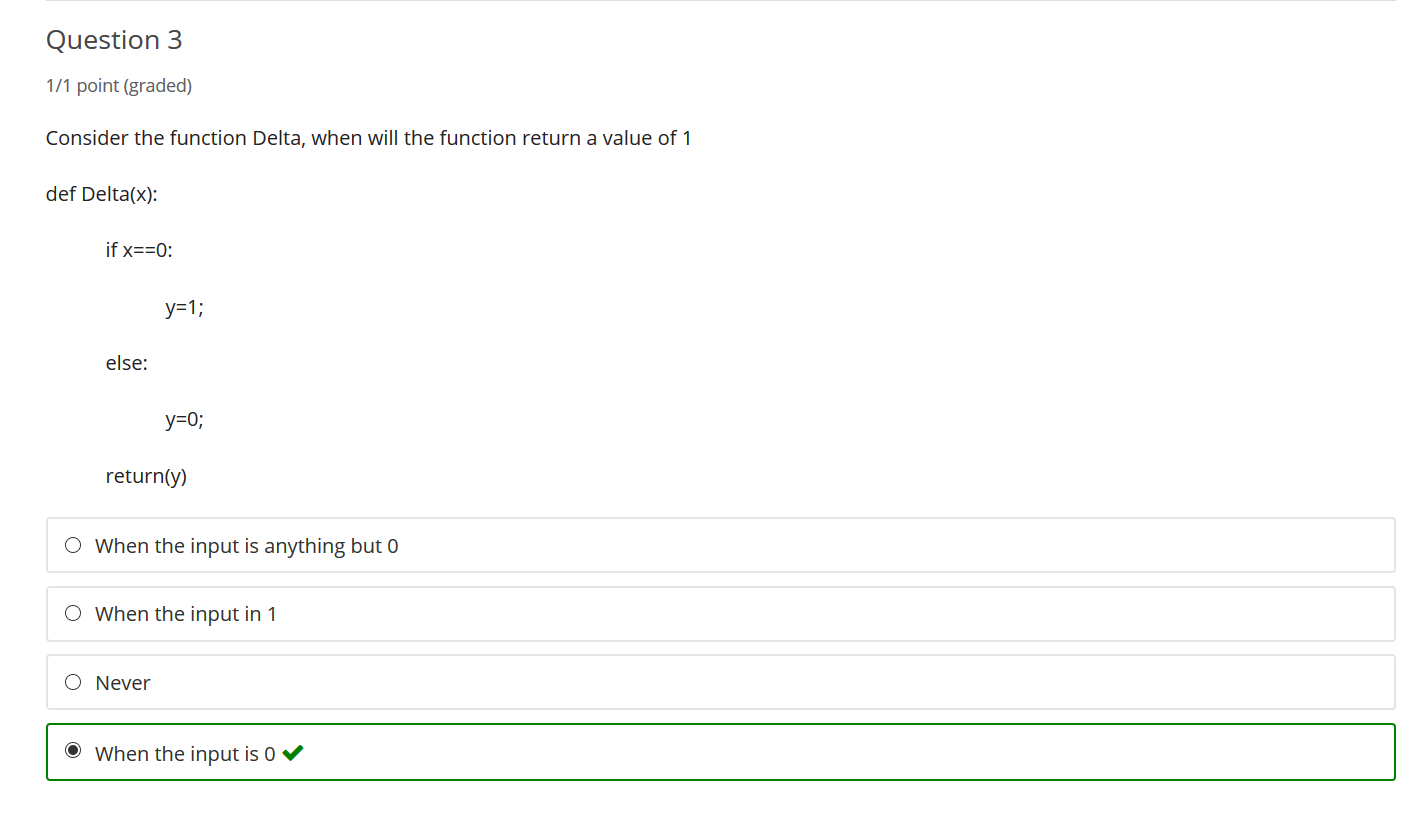 Question 3
1/1 point (graded)
Consider the function Delta, when will the function return a value of 1
def Delta(x):
if x==0:
y=1;
else:
y=0;
return(y)
When the input is anything but 0
When the input in 1
Never
When the input is 0